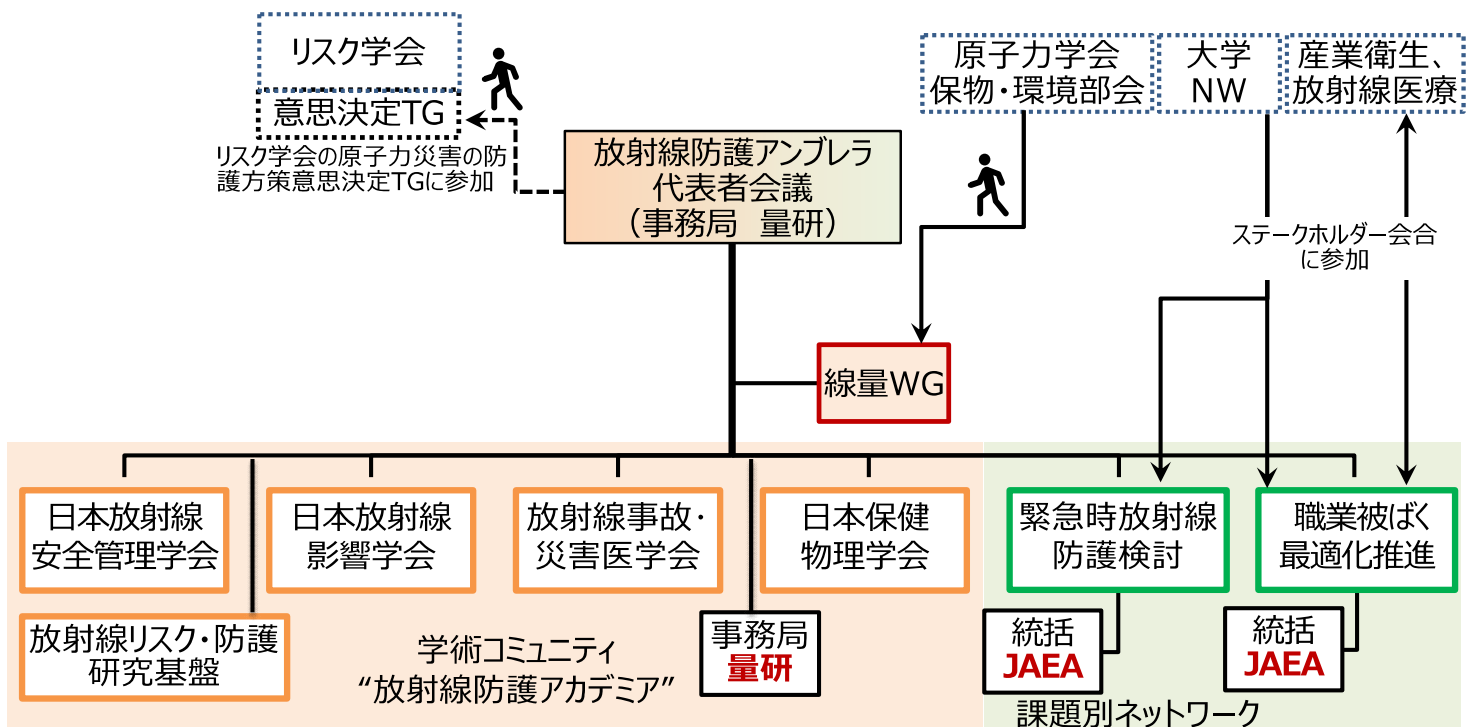 リスク学会
意思決定TG
リスク学会の原子力災害の防
護方策意思決定TGに参加
原子力学会
保物・環境部会
大学
NW
産業衛生、
放射線医療
放射線防護アンブレラ
代表者会議
（事務局　量研）
ステークホルダー会合
に参加
線量WG
日本放射線
安全管理学会
日本放射線
影響学会
放射線事故・
災害医学会
日本保健
物理学会
緊急時放射線
防護検討
職業被ばく
最適化推進
放射線リスク・防護
研究基盤
学術コミュニティ
“放射線防護アカデミア”
事務局
量研
統括
JAEA
統括
JAEA
課題別ネットワーク